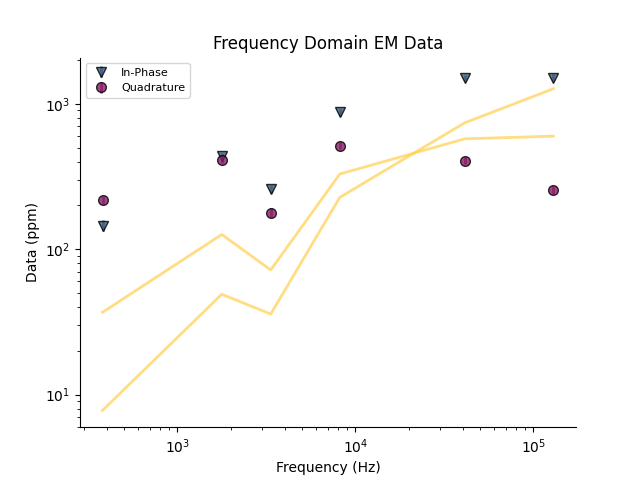 Frequency Domain EM Data
In-Phase
Quadrature
Data (ppm)
10³
10²
10¹
10³
10⁴
10⁵
Frequency (Hz)